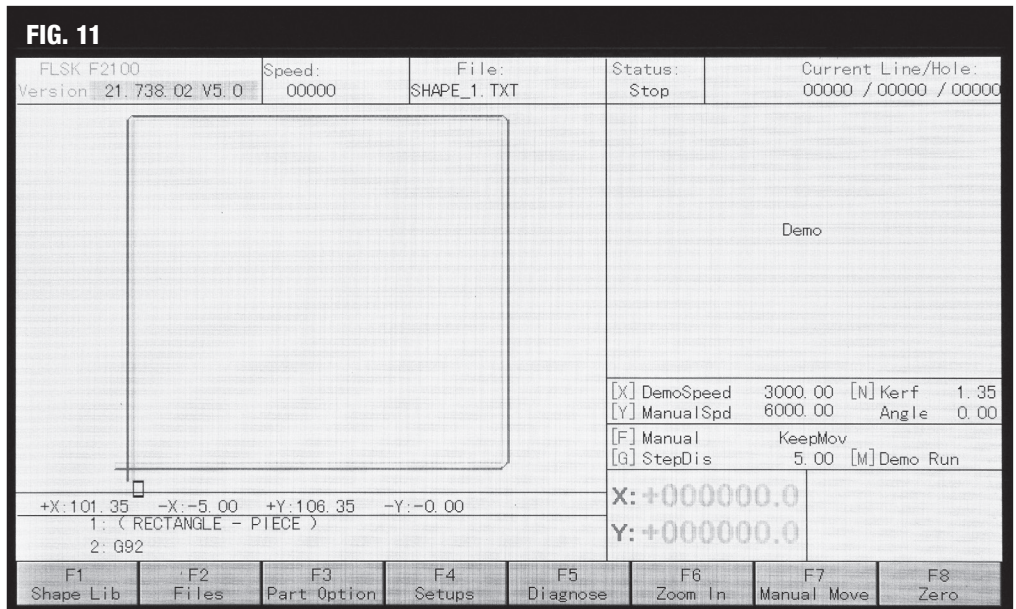 FIG. 11
FLSK F2100
Version 21.738.02 V5.0
Speed:
00000
File:
SHAPE_1.TXT
Status:
Stop
Current Line/Hole:
00000 / 00000 / 00000
Demo
[X] DemoSpeed 3000.00 [N] Kerf 1.35
[Y] ManualSpd 6000.00 Angle 0.00
[F] Manual KeepMov
[G] StepDis 5.00 [M] Demo Run
X: +000000.0
Y: +000000.0
+X:101.35 -X:-5.00 +Y:106.35 -Y:-0.00
1: ( RECTANGLE - PIECE )
2: G92
F1 F2 F3 F4 F5 F6 F7 F8
Shape Lib Files Part Option Setups Diagnose Zoom In Manual Move Zero